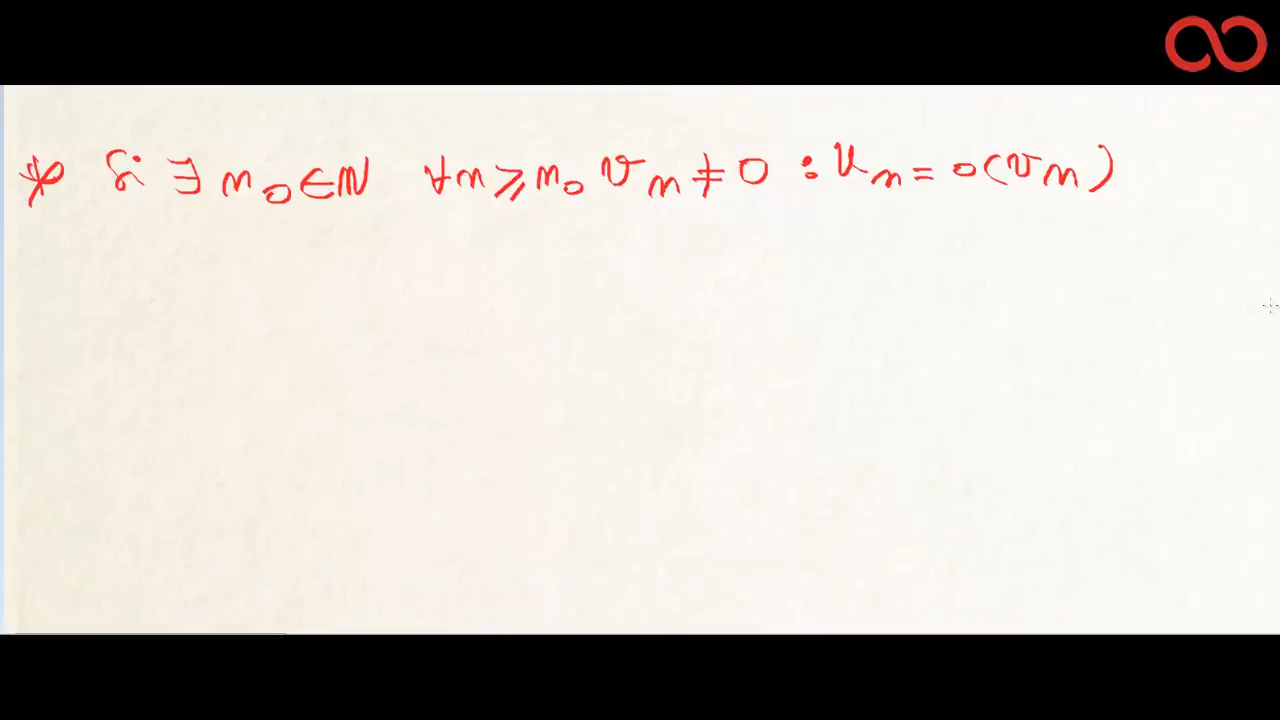 * Si ∃ n₀ ∈ ℕ ∀n ⩾ n₀ vₙ ≠ 0 : uₙ = o(vₙ)